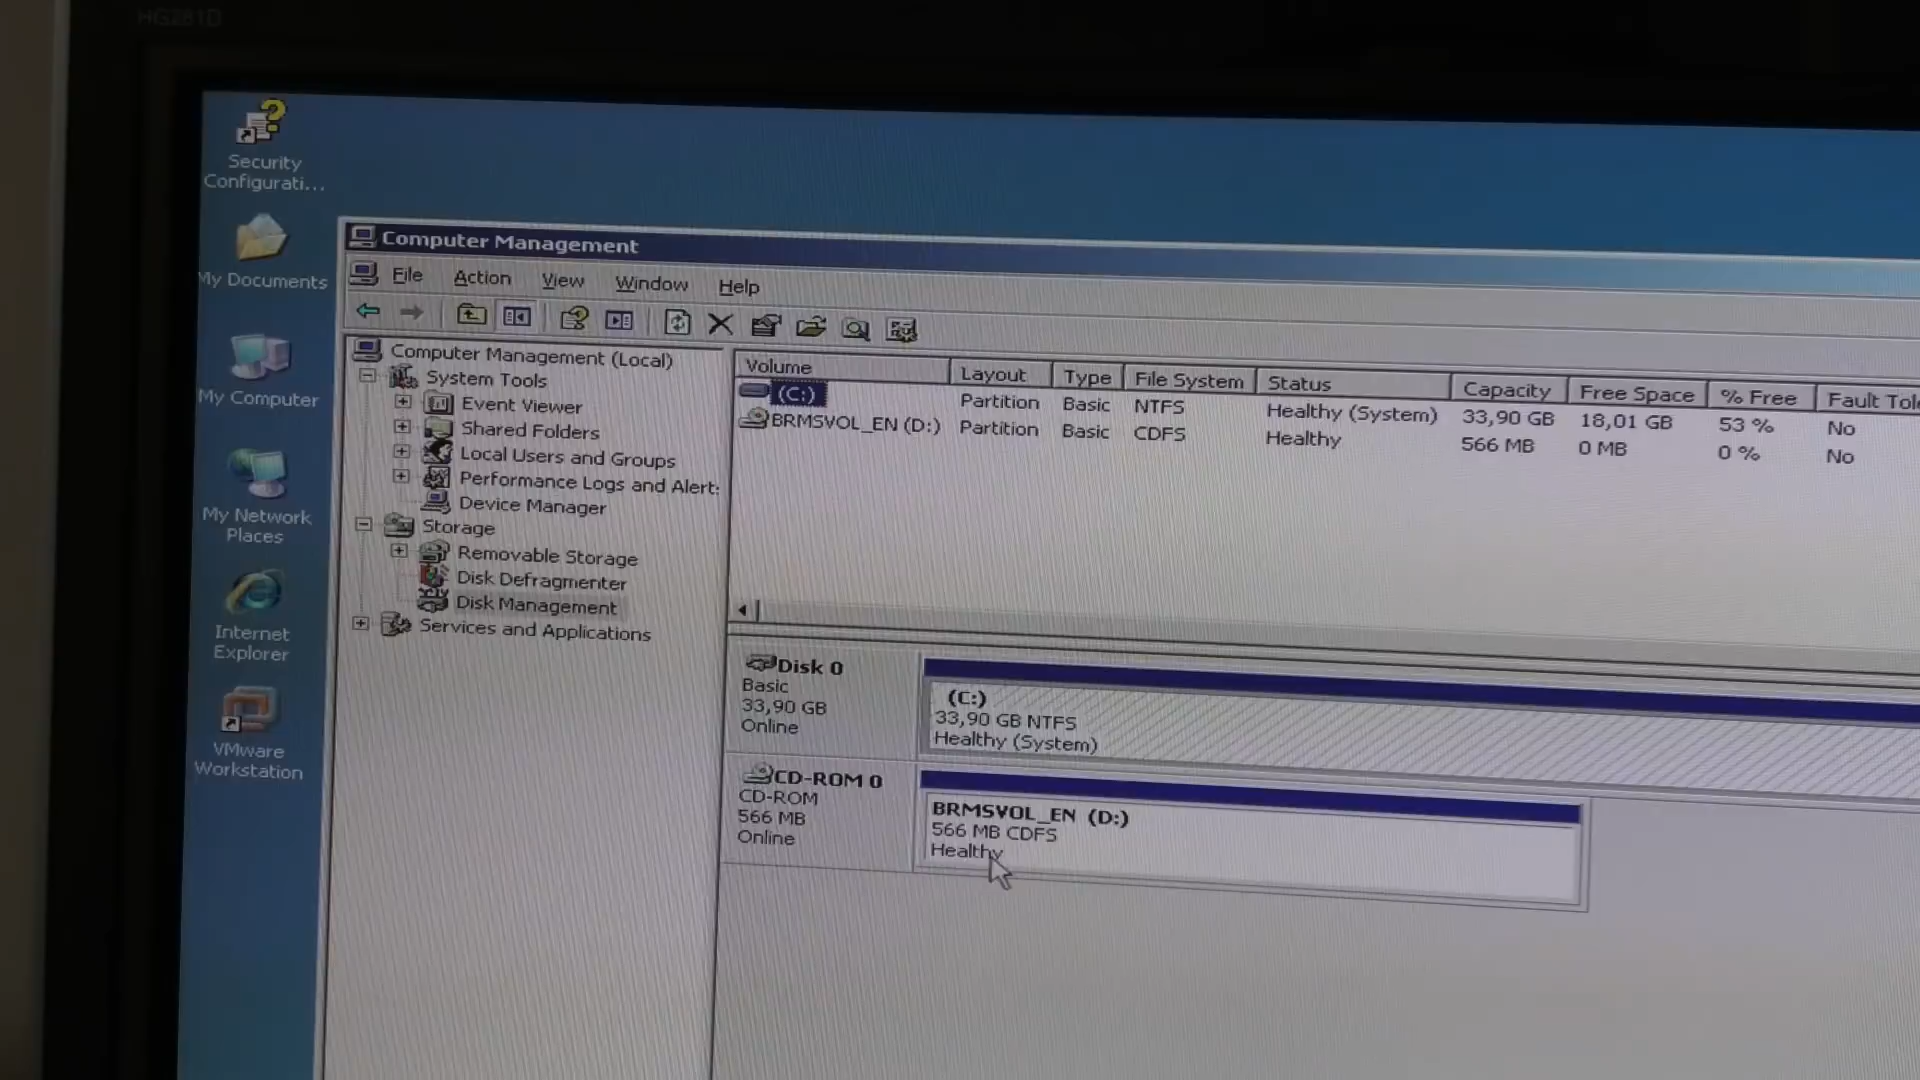 HG281D
Security
Configurati...
My Documents
My Computer
My Network
Places
Internet
Explorer
VMware
Workstation
Computer Management
File Action View Window Help
Computer Management (Local)
System Tools
Event Viewer
Shared Folders
Local Users and Groups
Performance Logs and Alert:
Device Manager
Storage
Removable Storage
Disk Defragmenter
Disk Management
Services and Applications
Volume Layout Type File System Status Capacity Free Space % Free Fault Tol
(C:) Partition Basic NTFS Healthy (System) 33,90 GB 18,01 GB 53 % No
BRMSVOL_EN (D:) Partition Basic CDFS Healthy 566 MB 0 MB 0 % No
Disk 0
Basic
33,90 GB
Online
(C:)
33,90 GB NTFS
Healthy (System)
CD-ROM 0
CD-ROM
566 MB
Online
BRMSVOL_EN (D:)
566 MB CDFS
Healthy